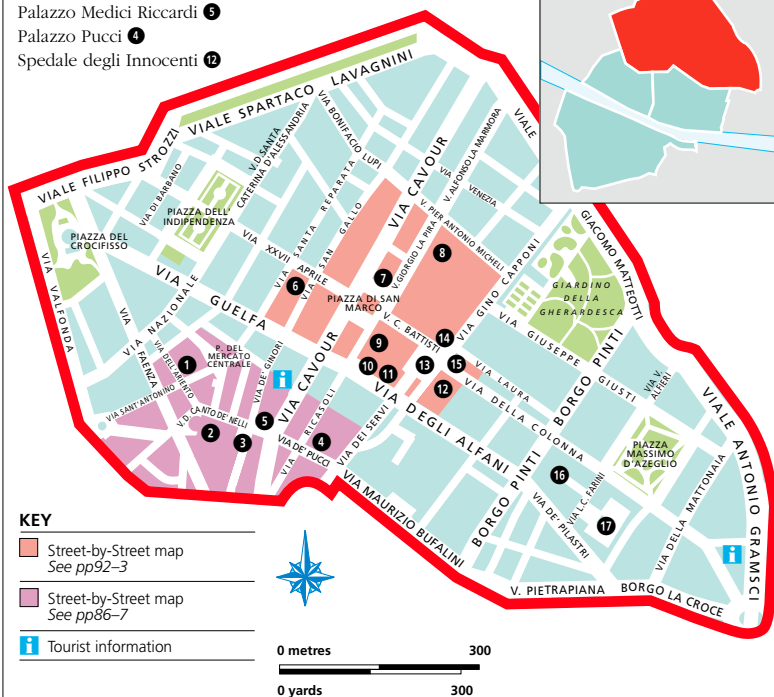 Palazzo Medici Riccardi 5
Palazzo Pucci 4
Spedale degli Innocenti 12
VIALE FILIPPO STROZZI
VIALE SPARTACO LAVAGNINI
VIALE
VIA DI BARBANO
V.D.SANTA
CATERINA D'ALESSANDRIA
VIA BONIFACIO LUPI
VIA CAVOUR
V. ALFONSO LA MARMORA
VIA VENEZIA
PIAZZA DELL'
INDIPENDENZA
PIAZZA DEL
CROCIFISSO
VIA SANTA REPARATA
VIA SAN GALLO
V. PIER ANTONIO MICHELI
V. GIORGIO LA PIRA
VIA GINO CAPPONI
GIACOMO MATTEOTTI
VIA VALFONDA
VIA XXVII APRILE
VIA GUELFA
VIA NAZIONALE
VIA FAENZA
6
7
8
PIAZZA DI SAN
MARCO
GIARDINO
DELLA
GHERARDESCA
V. C. BATTISTI
VIA GIUSEPPE GIUSTI
BORGO PINTI
VIA V.
ALFIERI
VIALE ANTONIO GRAMSCI
1
VIA DELL'ARIENTO
P. DEL
MERCATO
CENTRALE
VIA DE' GINORI
i
VIA CAVOUR
9
10
11
13
14
15
12
VIA LAURA
VIA DELLA COLONNA
VIA SANT'ANTONINO
V.D. CANTO DE' NELLI
2
3
5
4
VIA RICASOLI
VIA DE' PUCCI
VIA DEI SERVI
VIA DEGLI ALFANI
VIA MAURIZIO BUFALINI
BORGO PINTI
PIAZZA
MASSIMO
D'AZEGLIO
16
17
VIA DE' PILASTRI
VIA L.C. FARINI
VIA DELLA MATTONAIA
i
V. PIETRAPIANA
BORGO LA CROCE
KEY
Street-by-Street map
See pp92–3
Street-by-Street map
See pp86–7
i Tourist information
0 metres 300
0 yards 300